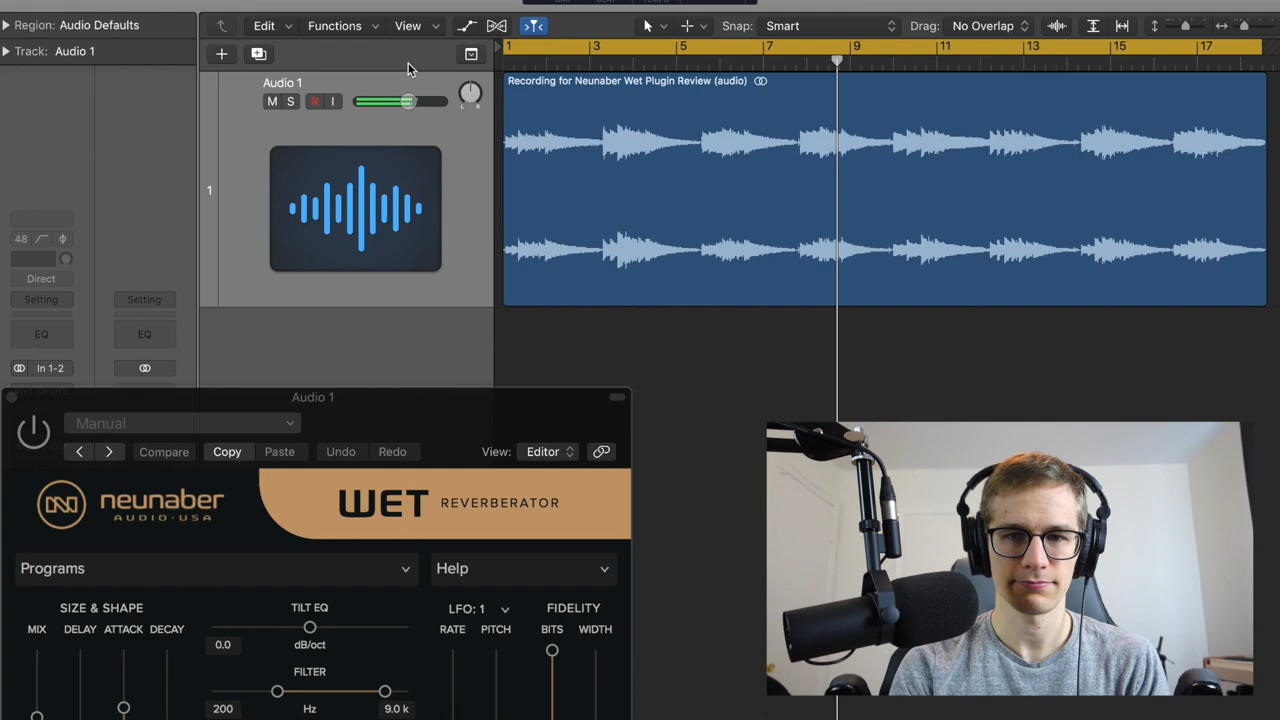 Region: Audio Defaults
Track: Audio 1
Edit
Functions
View
Snap: Smart
Drag: No Overlap
1 3 5 7 9 11 13 15 17
Audio 1
M S R I
L R
1
Recording for Neunaber Wet Plugin Review (audio)
48
Direct
Setting
Setting
EQ
EQ
In 1-2
Audio 1
Manual
Compare
Copy
Paste
Undo
Redo
View: Editor
neunaber
AUDIO·USA
WET REVERBERATOR
Programs
Help
SIZE & SHAPE
MIX DELAY ATTACK DECAY
TILT EQ
0.0 dB/oct
FILTER
200 Hz 9.0 k
LFO: 1
RATE PITCH
FIDELITY
BITS WIDTH